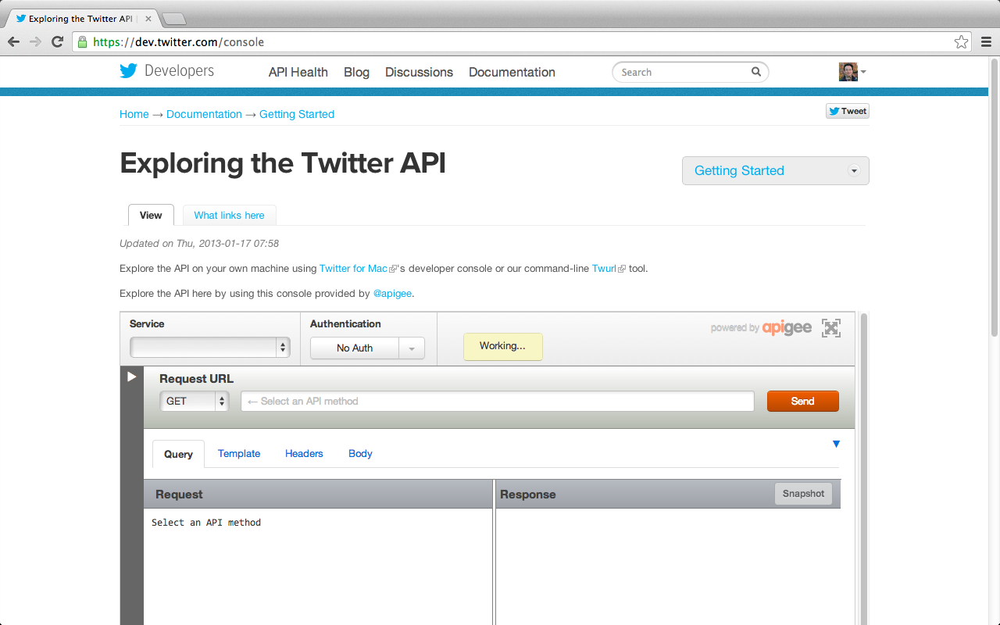 Exploring the Twitter API
https://dev.twitter.com/console
Developers API Health Blog Discussions Documentation Search
Home → Documentation → Getting Started Tweet
Exploring the Twitter API
Getting Started
View What links here
Updated on Thu, 2013-01-17 07:58
Explore the API on your own machine using Twitter for Mac's developer console or our command-line Twurl tool.
Explore the API here by using this console provided by @apigee.
Service Authentication powered by apigee
No Auth Working...
Request URL
GET ← Select an API method Send
Query Template Headers Body
Request Response Snapshot
Select an API method